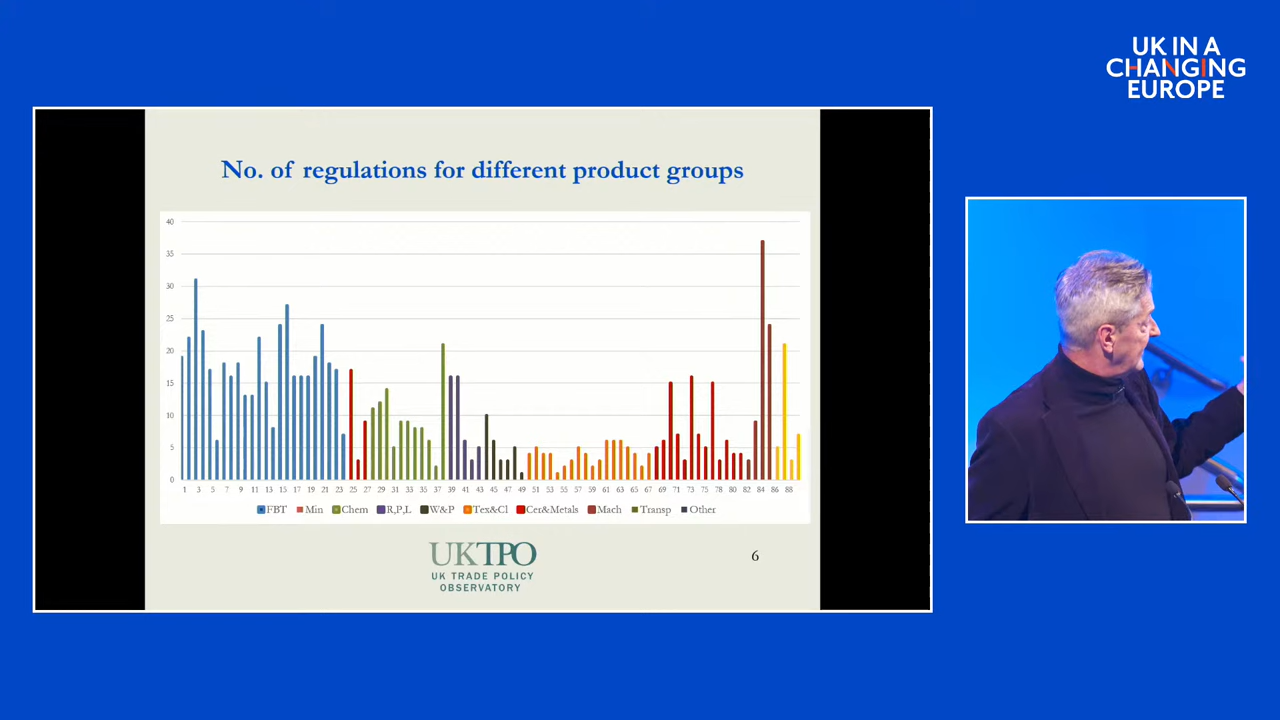 UK IN A
CHANGING
EUROPE
No. of regulations for different product groups
40
35
30
25
20
15
10
5
0
1 3 5 7 9 11 13 15 17 19 21 23 25 27 29 31 33 35 37 39 41 43 45 47 49 51 53 55 57 59 61 63 65 67 69 71 73 75 78 80 82 84 86 88
FBT Min Chem R,P,L W&P Tex&Cl Cer&Metals Mach Transp Other
UKTPO
UK TRADE POLICY
OBSERVATORY
6